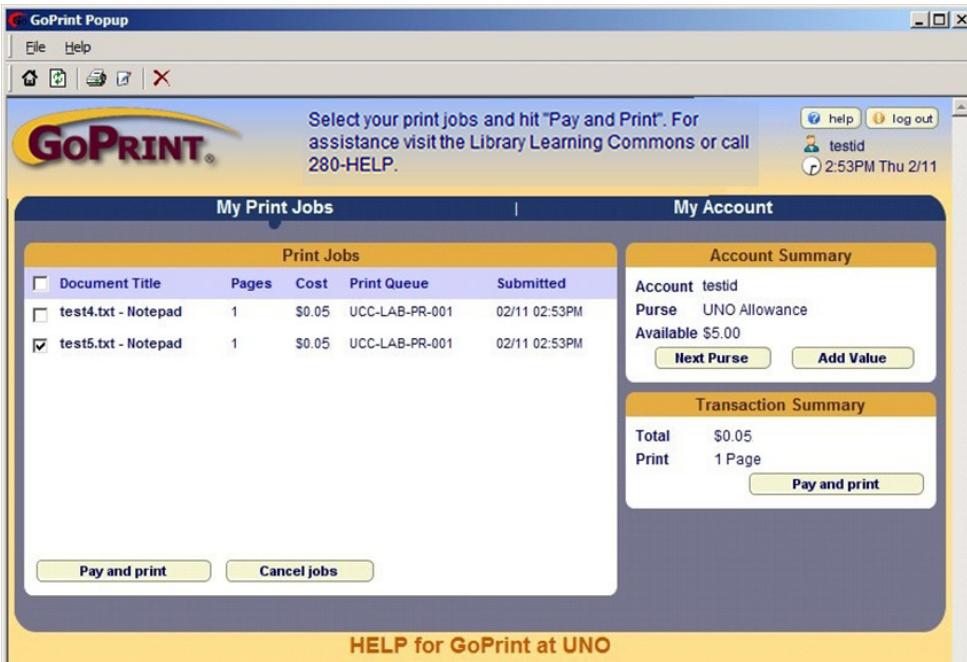 GoPrint Popup
File Help
GOPRINT®
Select your print jobs and hit "Pay and Print". For
assistance visit the Library Learning Commons or call
280-HELP.
help log out
testid
2:53PM Thu 2/11
My Print Jobs | My Account
Print Jobs
Document Title Pages Cost Print Queue Submitted
test4.txt - Notepad 1 $0.05 UCC-LAB-PR-001 02/11 02:53PM
test5.txt - Notepad 1 $0.05 UCC-LAB-PR-001 02/11 02:53PM
Pay and print Cancel jobs
Account Summary
Account testid
Purse UNO Allowance
Available $5.00
Next Purse Add Value
Transaction Summary
Total $0.05
Print 1 Page
Pay and print
HELP for GoPrint at UNO